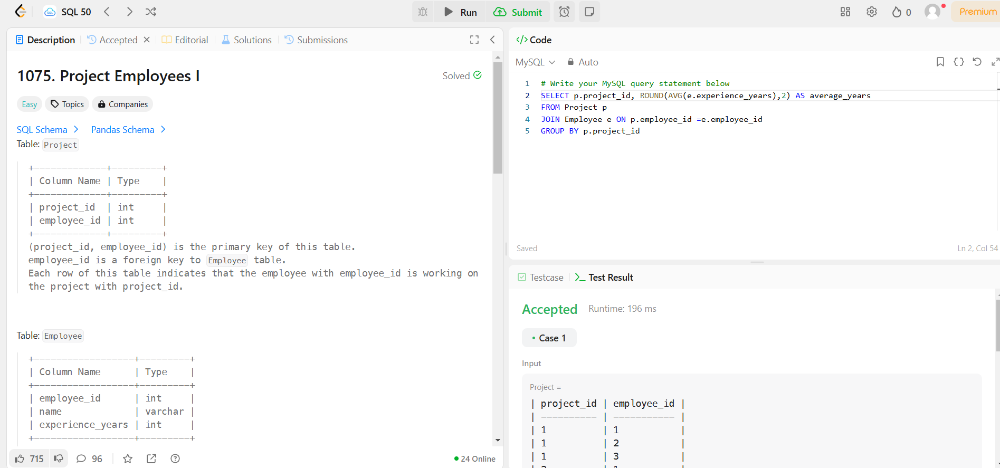 SQL 50
Run
Submit
0
Premium
Description
Accepted
Editorial
Solutions
Submissions
1075. Project Employees I
Solved
Easy
Topics
Companies
SQL Schema
Pandas Schema
Table: Project
+-------------+---------+
| Column Name | Type    |
+-------------+---------+
| project_id  | int     |
| employee_id | int     |
+-------------+---------+
(project_id, employee_id) is the primary key of this table.
employee_id is a foreign key to Employee table.
Each row of this table indicates that the employee with employee_id is working on
the project with project_id.
Table: Employee
+------------------+---------+
| Column Name      | Type    |
+------------------+---------+
| employee_id      | int     |
| name             | varchar |
| experience_years | int     |
+------------------+---------+
715
96
24 Online
</> Code
MySQL
Auto
1 # Write your MySQL query statement below
2 SELECT p.project_id, ROUND(AVG(e.experience_years),2) AS average_years
3 FROM Project p
4 JOIN Employee e ON p.employee_id =e.employee_id
5 GROUP BY p.project_id
Saved
Ln 2, Col 54
Testcase
Test Result
Accepted
Runtime: 196 ms
Case 1
Input
Project =
| project_id | employee_id |
| ---------- | ----------- |
| 1          | 1           |
| 1          | 2           |
| 1          | 3           |